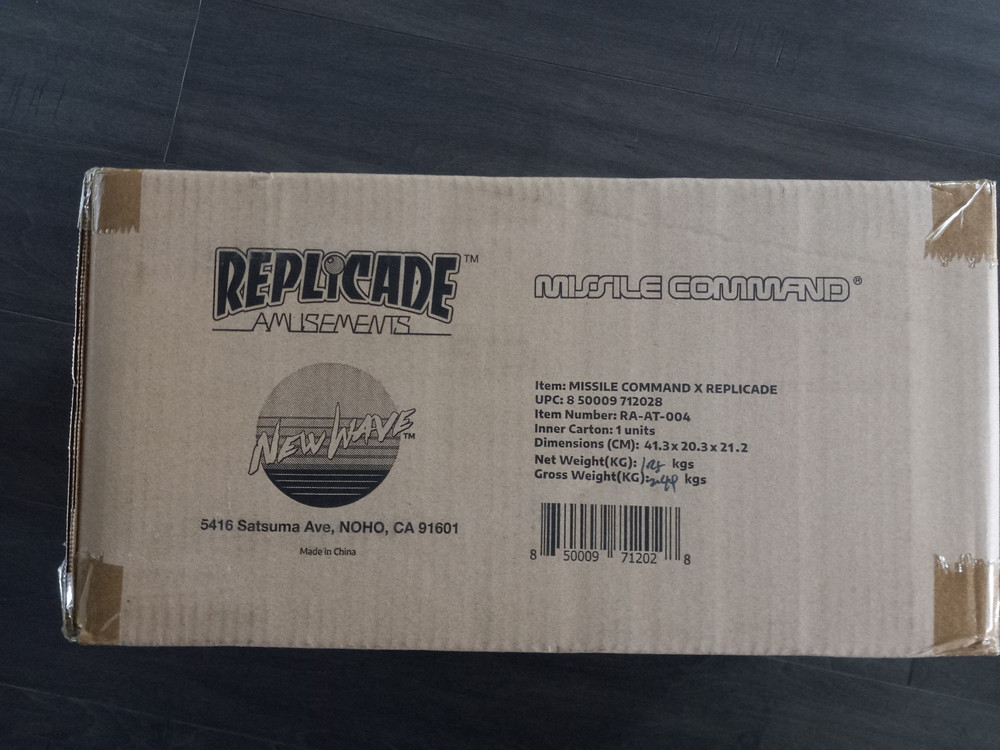 REPLICADE™
AMUSEMENTS
NEW WAVE™
5416 Satsuma Ave, NOHO, CA 91601
Made in China
MISSILE COMMAND®
Item: MISSILE COMMAND X REPLICADE
UPC: 8 50009 712028
Item Number: RA-AT-004
Inner Carton: 1 units
Dimensions (CM): 41.3 x 20.3 x 21.2
Net Weight(KG): kgs
Gross Weight(KG): kgs
8 50009 71202 8